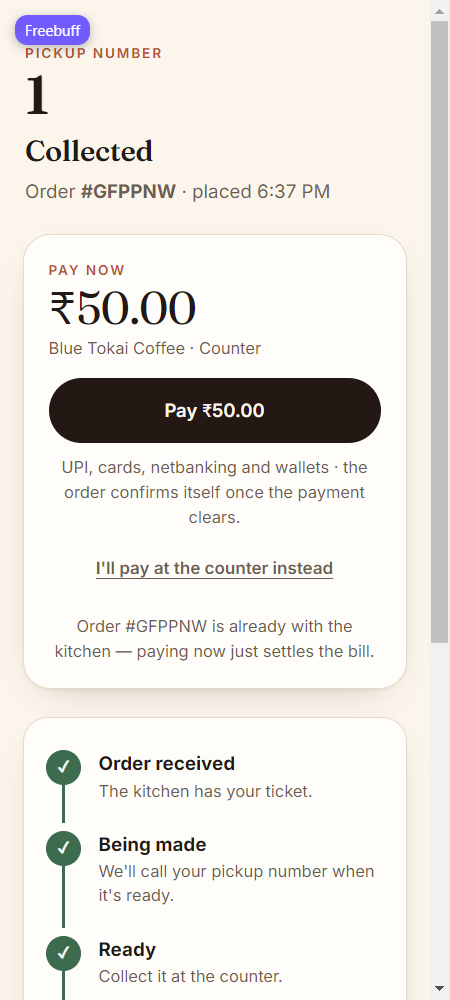 Freebuff
PICKUP NUMBER
1
Collected
Order #GFPPNW · placed 6:37 PM
PAY NOW
₹50.00
Blue Tokai Coffee · Counter
Pay ₹50.00
UPI, cards, netbanking and wallets · the
order confirms itself once the payment
clears.
I'll pay at the counter instead
Order #GFPPNW is already with the
kitchen — paying now just settles the bill.
Order received
The kitchen has your ticket.
Being made
We'll call your pickup number when
it's ready.
Ready
Collect it at the counter.